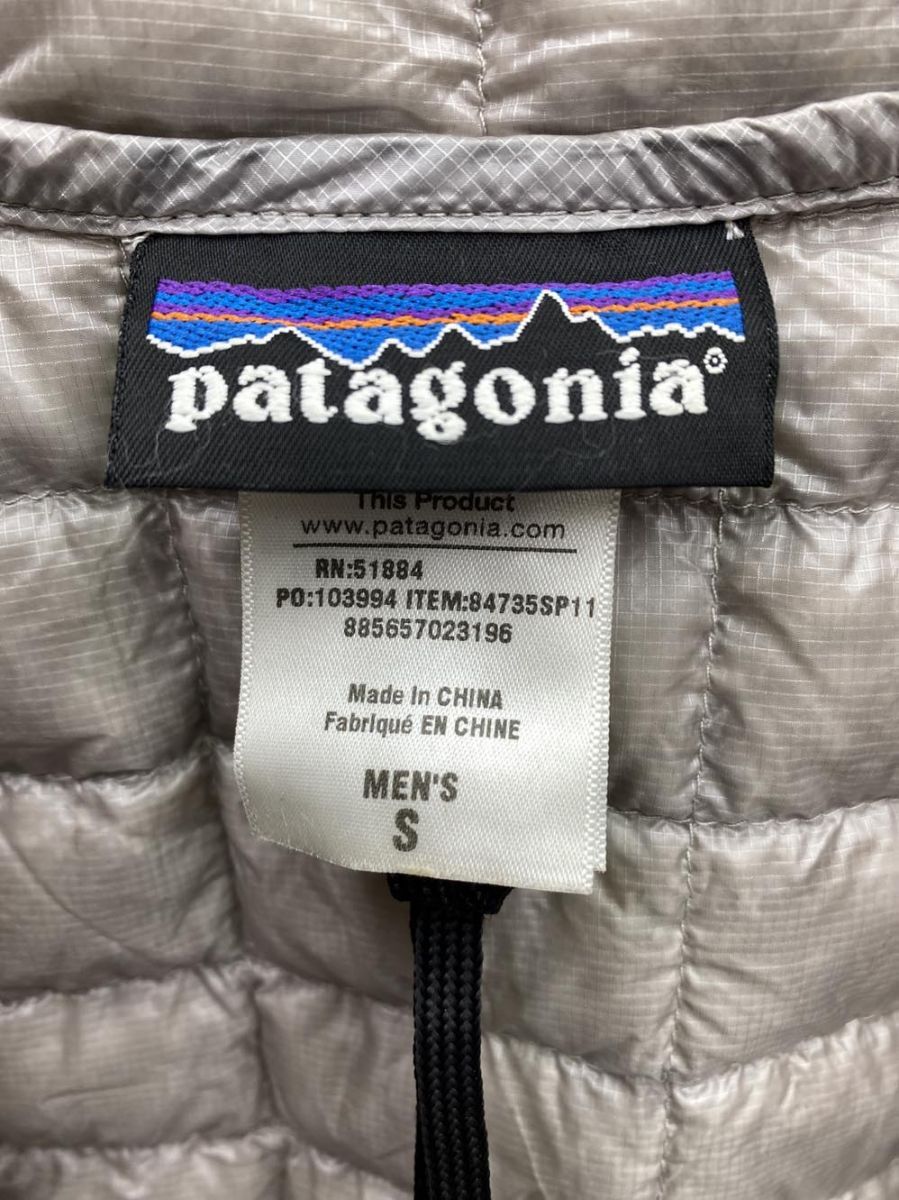 patagonia®
This Product
www.patagonia.com
RN:51884
PO:103994 ITEM:84735SP11
885657023196
Made in CHINA
Fabriqué EN CHINE
MEN'S
S